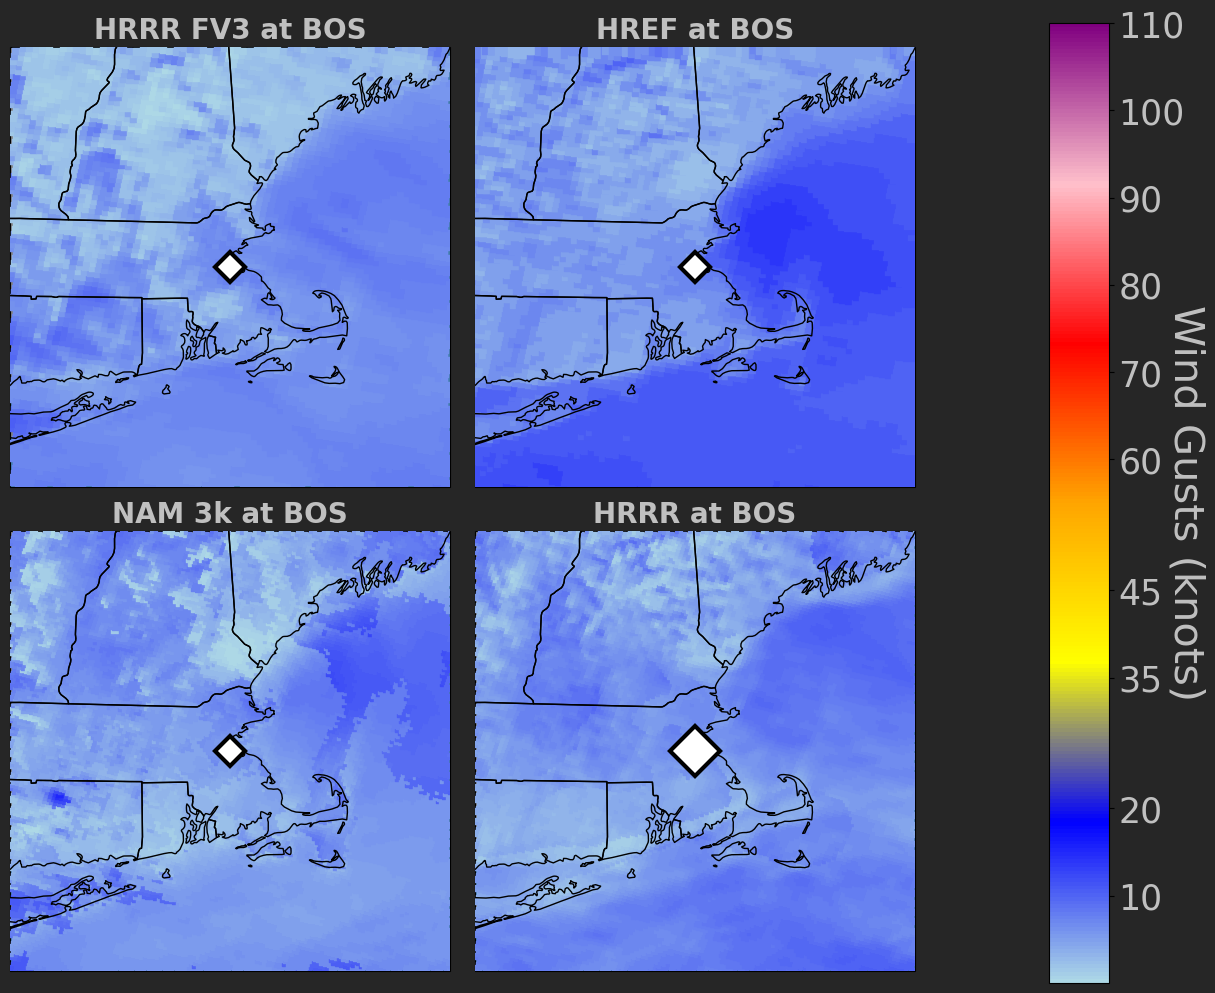 HRRR FV3 at BOS
HREF at BOS
NAM 3k at BOS
HRRR at BOS
110
100
90
80
70
60
45
35
20
10
Wind Gusts (knots)